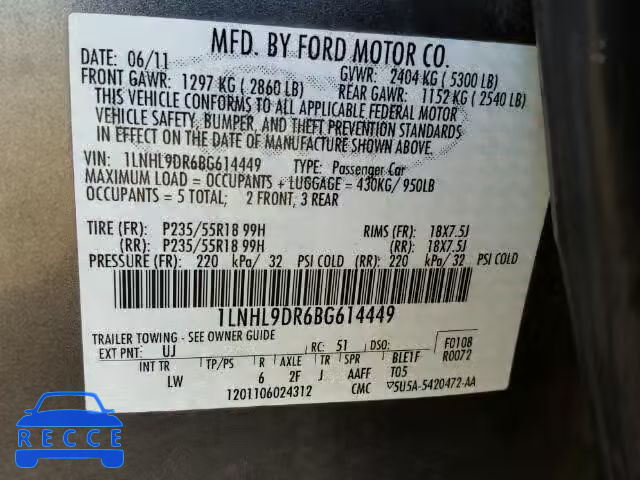 MFD. BY FORD MOTOR CO.
DATE: 06/11 GVWR: 2404 KG ( 5300 LB)
FRONT GAWR: 1297 KG ( 2860 LB) REAR GAWR: 1152 KG ( 2540 LB)
THIS VEHICLE CONFORMS TO ALL APPLICABLE FEDERAL MOTOR
VEHICLE SAFETY, BUMPER, AND THEFT PREVENTION STANDARDS
IN EFFECT ON THE DATE OF MANUFACTURE SHOWN ABOVE.
VIN: 1LNHL9DR6BG614449 TYPE: Passenger Car
MAXIMUM LOAD = OCCUPANTS + LUGGAGE = 430KG/ 950LB
OCCUPANTS = 5 TOTAL; 2 FRONT, 3 REAR
TIRE (FR): P235/55R18 99H RIMS (FR): 18X7.5J
(RR): P235/55R18 99H (RR): 18X7.5J
PRESSURE (FR): 220 kPa/ 32 PSI COLD (RR): 220 kPa/ 32 PSI COLD
1LNHL9DR6BG614449
TRAILER TOWING - SEE OWNER GUIDE
EXT PNT: UJ RC: 51 DSO: F0108
INT TR TP/PS R AXLE TR SPR BLE1F R0072
LW 6 2F J AAFF T05
1201106024312 CMC ▽5U5A-5420472-AA
RECCE